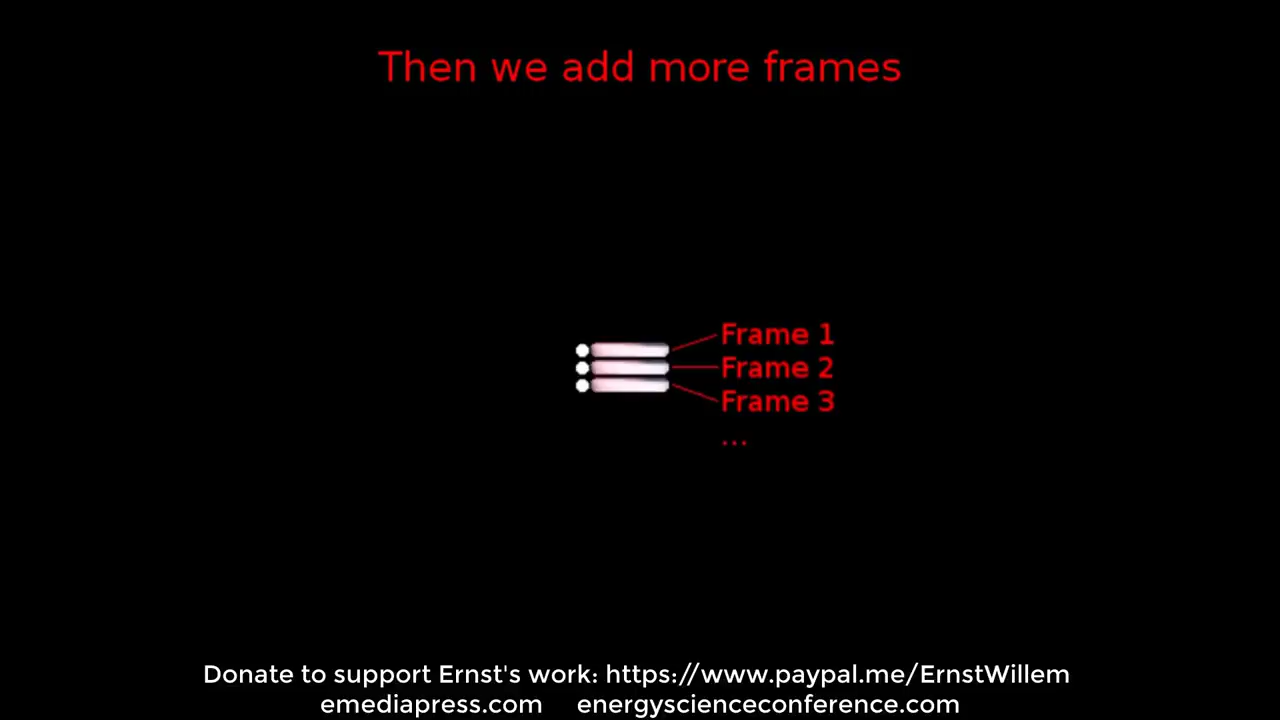 Then we add more frames
Frame 1
Frame 2
Frame 3
...
Donate to support Ernst's work: https://www.paypal.me/ErnstWillem
emediapress.com energyscienceconference.com